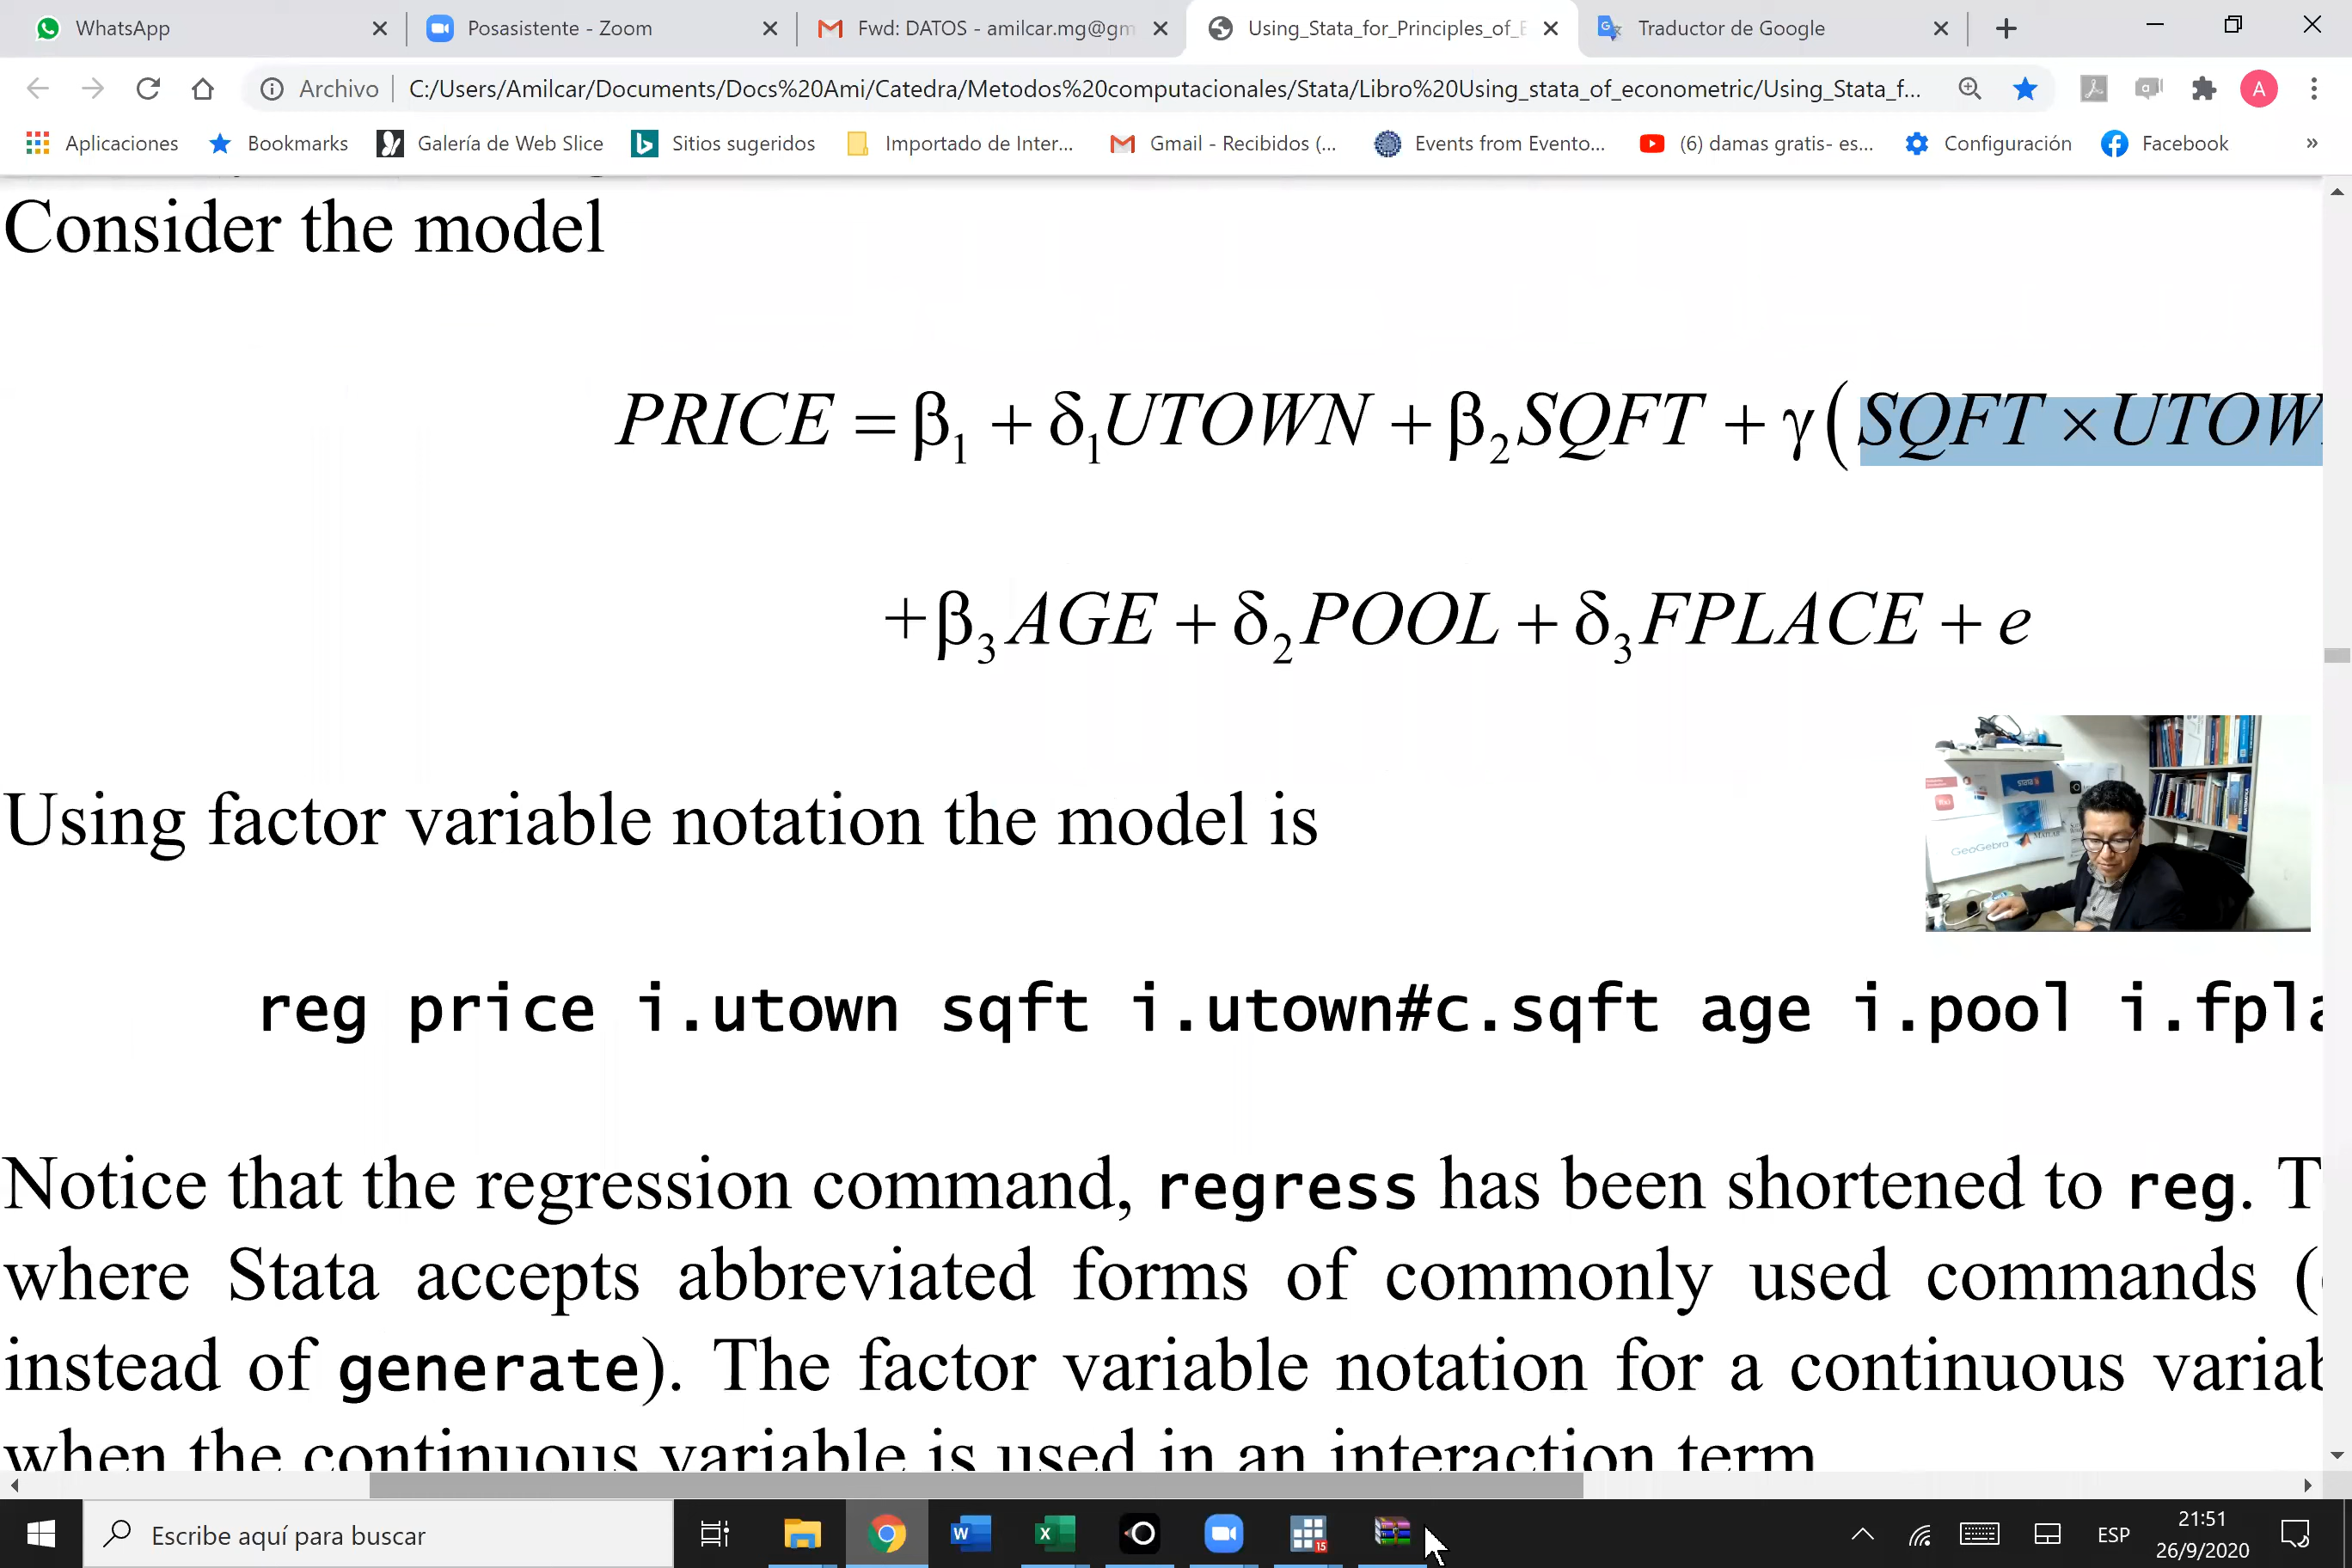 WhatsApp
Posasistente - Zoom
Fwd: DATOS - amilcar.mg@gm
Using_Stata_for_Principles_of_E
Traductor de Google
Archivo
C:/Users/Amilcar/Documents/Docs%20Ami/Catedra/Metodos%20computacionales/Stata/Libro%20Using_stata_of_econometric/Using_Stata_f...
A
Aplicaciones
Bookmarks
Galería de Web Slice
Sitios sugeridos
Importado de Inter...
Gmail - Recibidos (...
Events from Evento...
(6) damas gratis- es...
Configuración
Facebook
»
Consider the model
PRICE = β1 + δ1UTOWN + β2SQFT + γ(SQFT × UTOW
+ β3AGE + δ2POOL + δ3FPLACE + e
Using factor variable notation the model is
GeoGebra
reg price i.utown sqft i.utown#c.sqft age i.pool i.fpla
Notice that the regression command, regress has been shortened to reg. T
where Stata accepts abbreviated forms of commonly used commands (
instead of generate). The factor variable notation for a continuous variab
when the continuous variable is used in an interaction term
Escribe aquí para buscar
15
ESP
21:51
26/9/2020